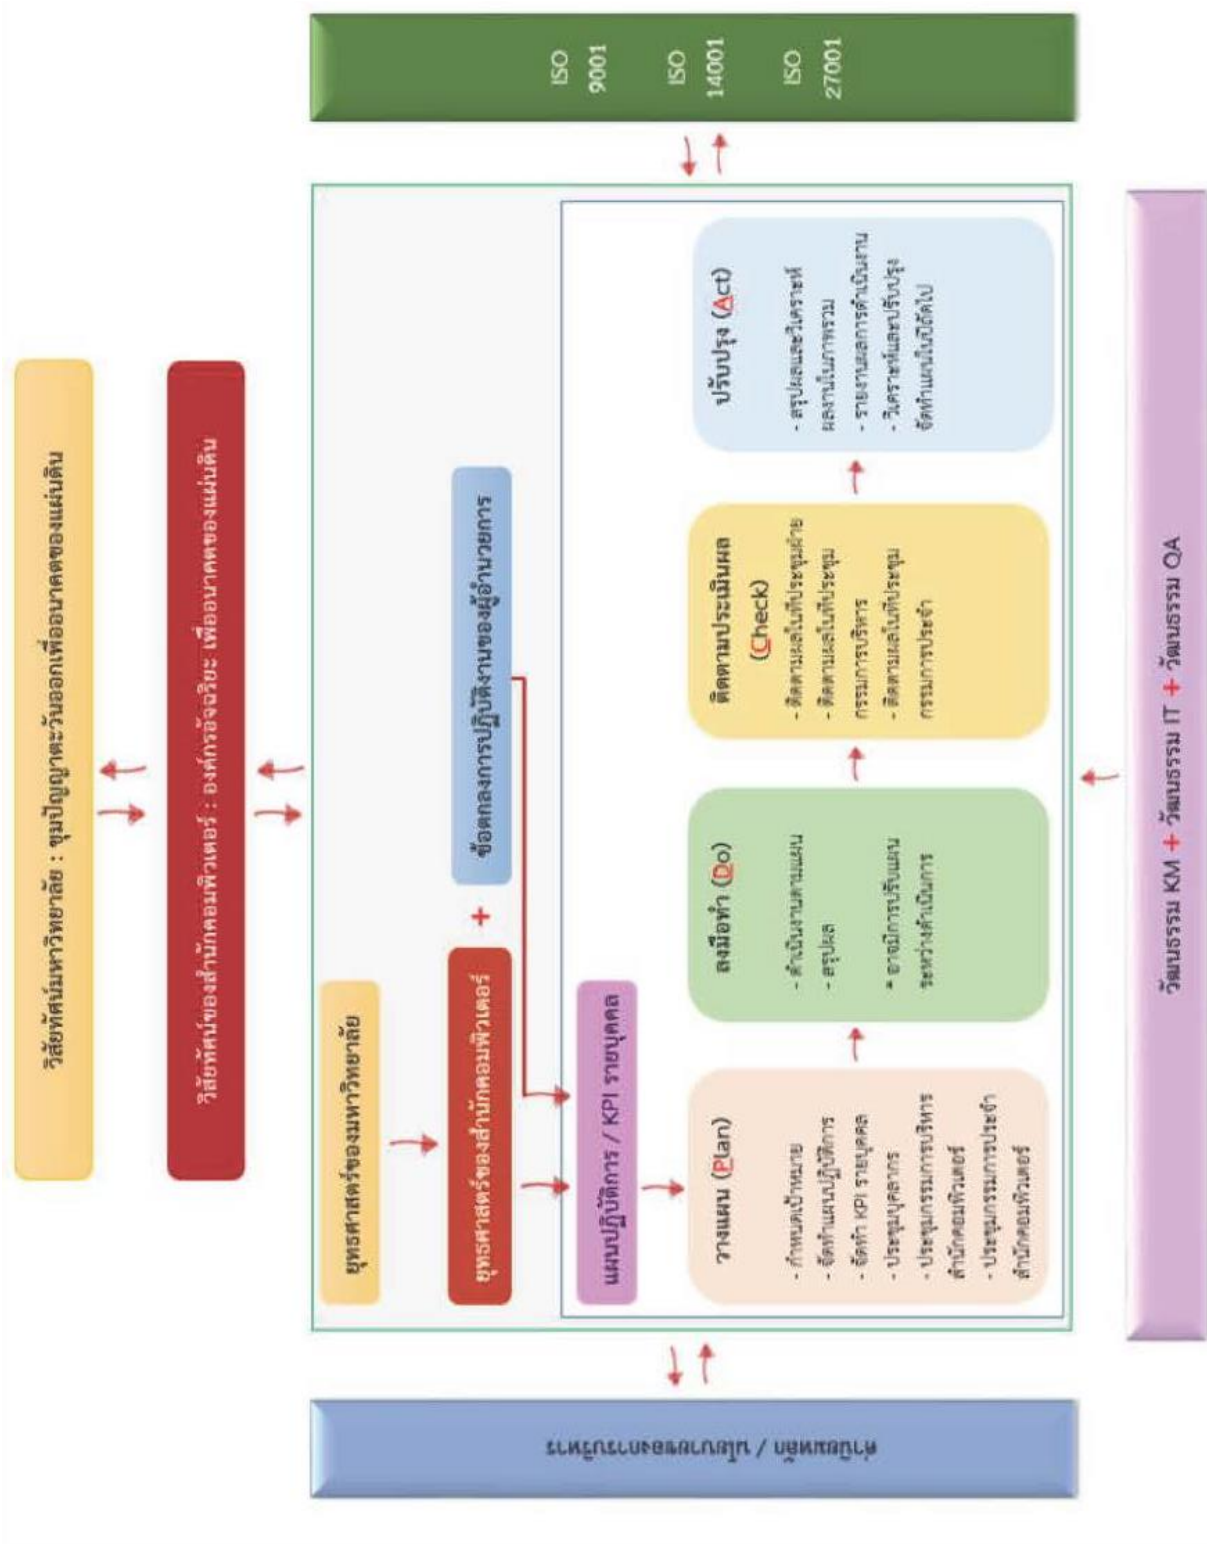 วิสัยทัศน์มหาวิทยาลัย : ขุมปัญญาตะวันออกเพื่ออนาคตของแผ่นดิน
วิสัยทัศน์ของสำนักคอมพิวเตอร์ : องค์กรอัจฉริยะ เพื่ออนาคตของแผ่นดิน
ค่านิยมหลัก / นโยบายของการบริหาร
ยุทธศาสตร์ของมหาวิทยาลัย
ยุทธศาสตร์ของสำนักคอมพิวเตอร์
+
ข้อตกลงการปฏิบัติงานของผู้อำนวยการ
แผนปฏิบัติการ / KPI รายบุคคล
วางแผน (Plan)
- กำหนดเป้าหมาย
- จัดทำแผนปฏิบัติการ
- จัดทำ KPI รายบุคคล
- ประชุมบุคลากร
- ประชุมกรรมการบริหาร
สำนักคอมพิวเตอร์
- ประชุมกรรมการประจำ
สำนักคอมพิวเตอร์
ลงมือทำ (Do)
- ดำเนินงานตามแผน
- สรุปผล
* อาจมีการปรับแผน
ระหว่างดำเนินการ
ติดตามประเมินผล
(Check)
- ติดตามผลในที่ประชุมฝ่าย
- ติดตามผลในที่ประชุม
กรรมการบริหาร
- ติดตามผลในที่ประชุม
กรรมการประจำ
ปรับปรุง (Act)
- สรุปผลและวิเคราะห์
ผลงานในภาพรวม
- รายงานผลการดำเนินงาน
- วิเคราะห์และปรับปรุง
จัดทำแผนในปีถัดไป
ISO
9001
ISO
14001
ISO
27001
วัฒนธรรม KM + วัฒนธรรม IT + วัฒนธรรม QA